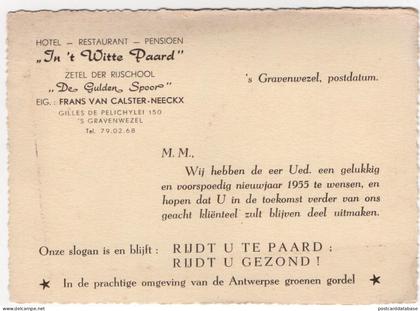 HOTEL — RESTAURANT — PENSIOEN
„In 't Witte Paard"
ZETEL DER RIJSCHOOL
„De Gulden Spoor"
EIG. : FRANS VAN CALSTER-NEECKX
GILLES DE PELICHYLEI 150
'S GRAVENWEZEL
Tel. 79.02.68
's Gravenwezel, postdatum.
M. M.,
Wij hebben de eer Ued. een gelukkig
en voorspoedig nieuwjaar 1955 te wensen, en
hopen dat U in de toekomst verder van ons
geacht kliënteel zult blijven deel uitmaken.
Onze slogan is en blijft : RIJDT U TE PAARD ;
RIJDT U GEZOND !
★ In de prachtige omgeving van de Antwerpse groenen gordel ★